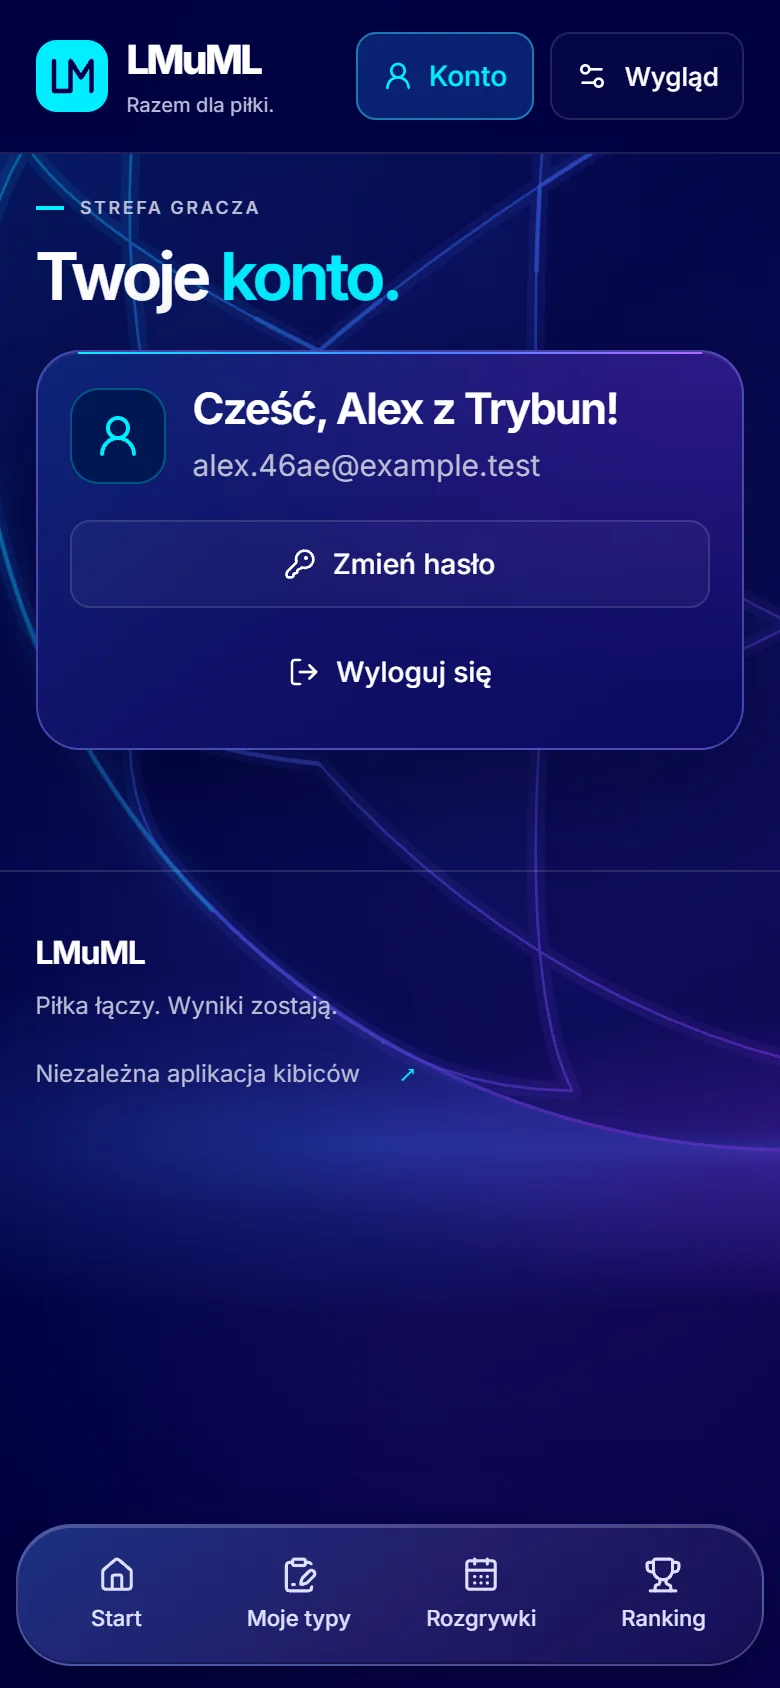 LMuML
Razem dla piłki.
Konto
Wygląd
STREFA GRACZA
Twoje konto.
Cześć, Alex z Trybun!
alex.46ae@example.test
Zmień hasło
Wyloguj się
LMuML
Piłka łączy. Wyniki zostają.
Niezależna aplikacja kibiców ↗
Start
Moje typy
Rozgrywki
Ranking